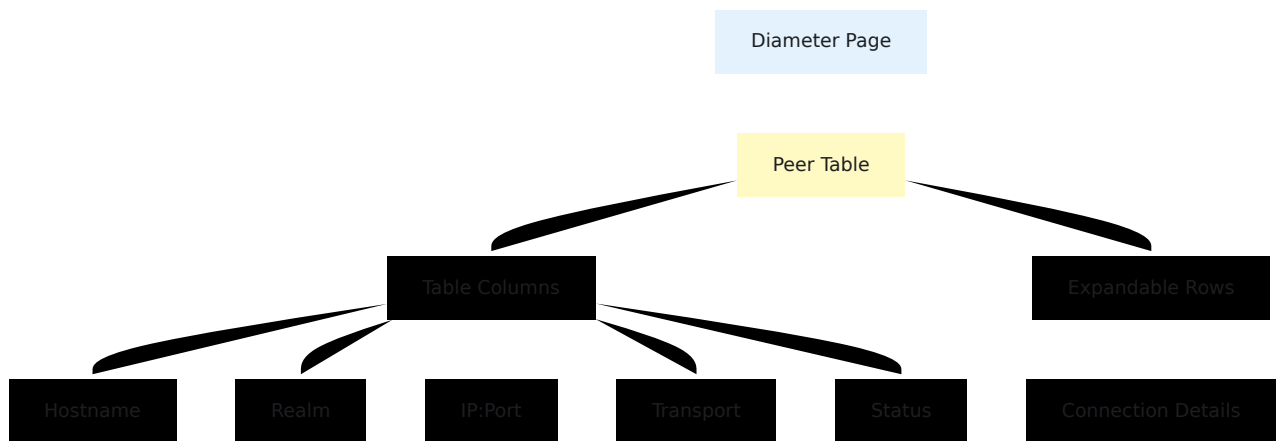 Diameter Page
Peer Table
Table Columns
Expandable Rows
Hostname
Realm
IP:Port
Transport
Status
Connection Details